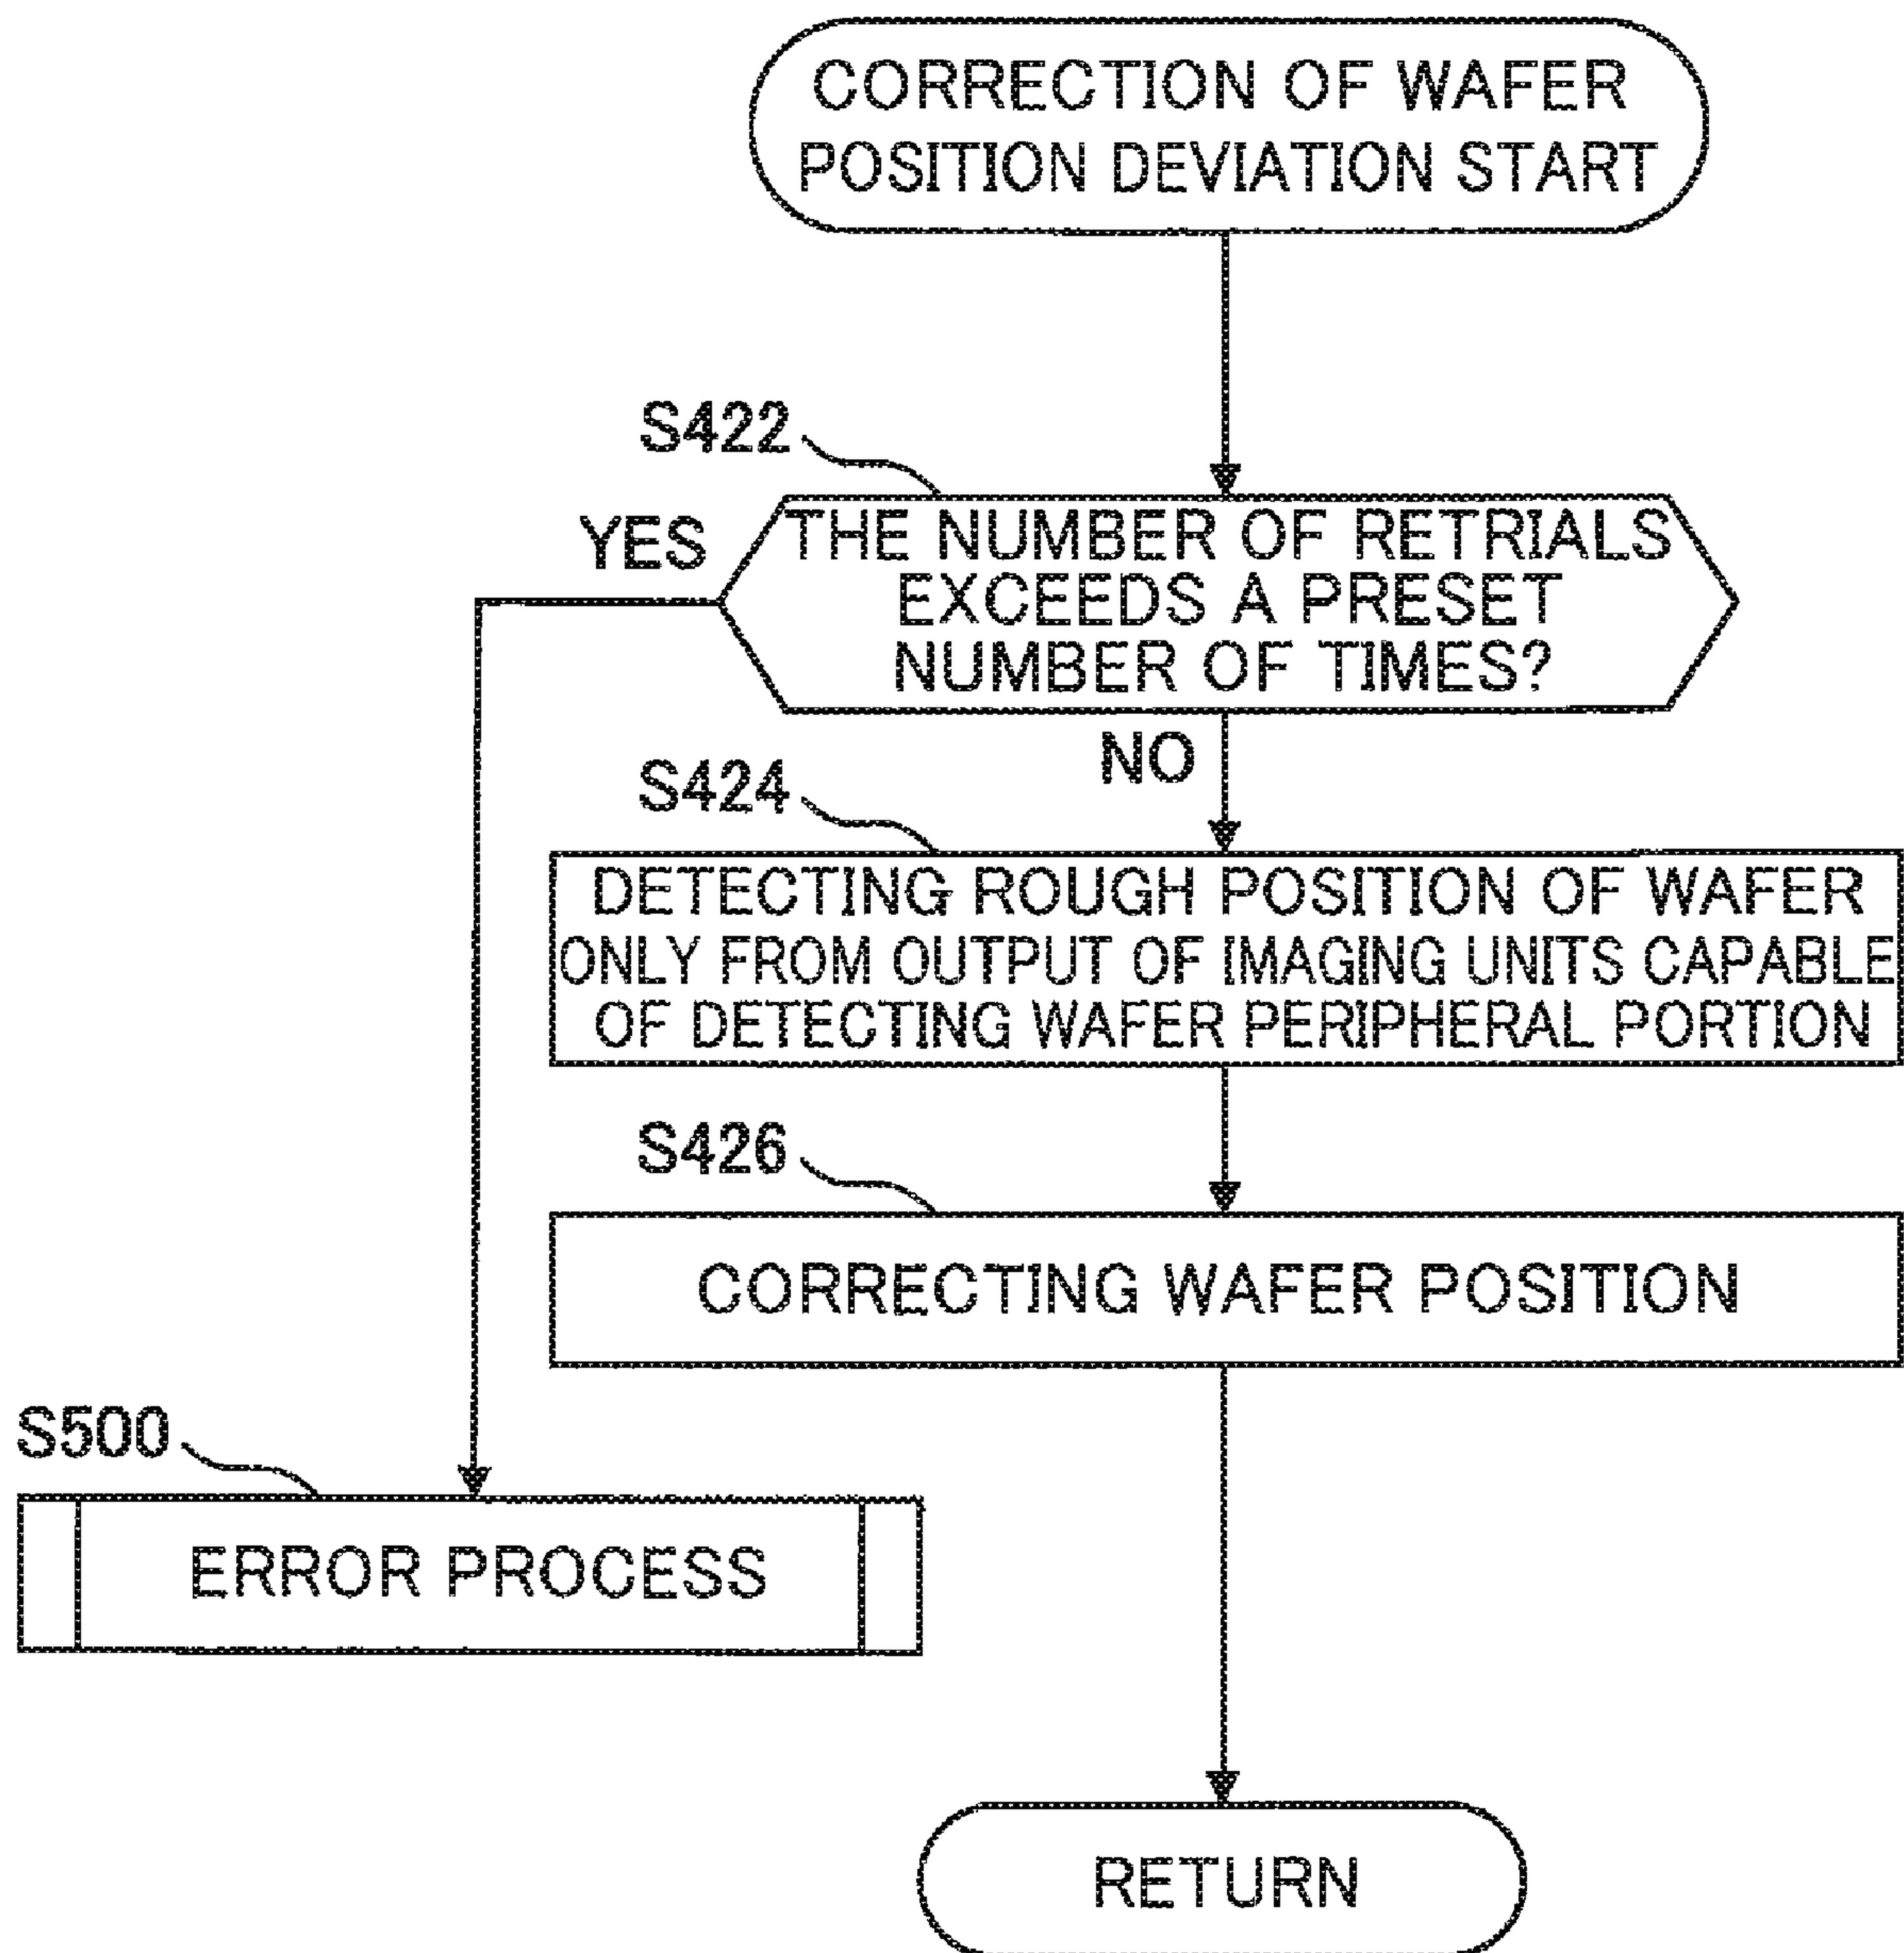 CORRECTION OF WAFER
POSITION DEVIATION START
S422
YES
THE NUMBER OF RETRIALS
EXCEEDS A PRESET
NUMBER OF TIMES?
NO
S424
DETECTING ROUGH POSITION OF WAFER
ONLY FROM OUTPUT OF IMAGING UNITS CAPABLE
OF DETECTING WAFER PERIPHERAL PORTION
S426
CORRECTING WAFER POSITION
S500
ERROR PROCESS
RETURN